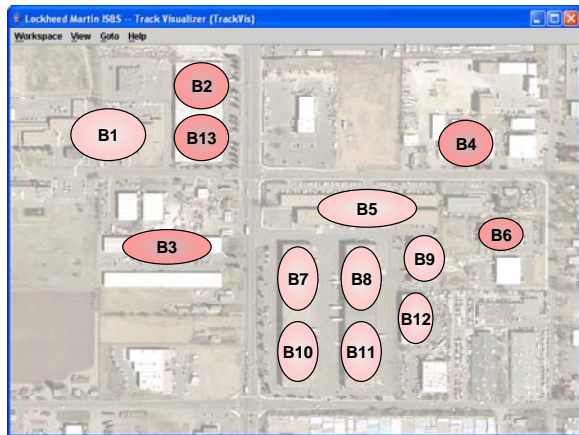 Lockheed Martin IS&S -- Track Visualizer (TrackVis)
Workspace View Goto Help
B2
B1
B13
B4
B5
B6
B3
B9
B7
B8
B12
B10
B11